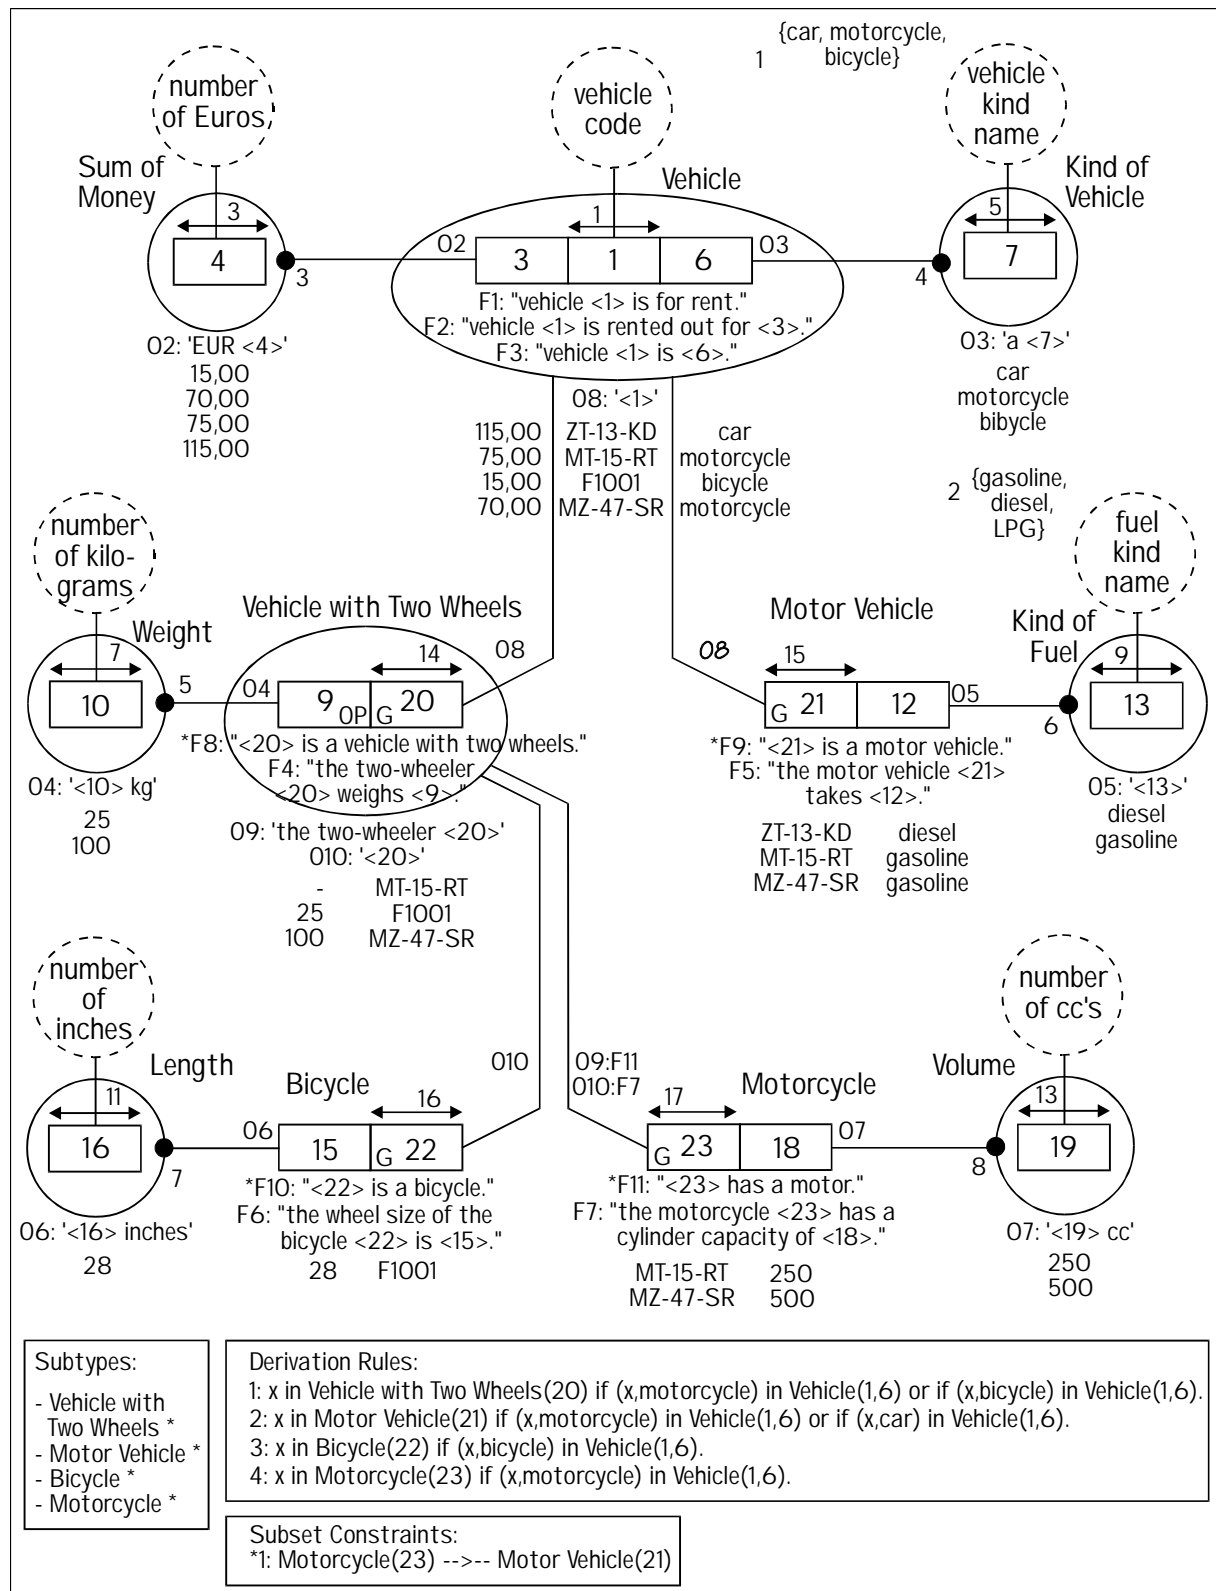 {car, motorcycle,
1 bicycle}
number
of Euros
vehicle
code
vehicle
kind
name
Sum of
Money
Vehicle
Kind of
Vehicle
3
1
5
4
O2
3
1
6
O3
7
3
4
F1: "vehicle <1> is for rent."
F2: "vehicle <1> is rented out for <3>."
F3: "vehicle <1> is <6>."
O2: 'EUR <4>'
15,00
70,00
75,00
115,00
O3: 'a <7>'
car
motorcycle
bibycle
O8: '<1>'
115,00 ZT-13-KD car
75,00 MT-15-RT motorcycle
15,00 F1001 bicycle
70,00 MZ-47-SR motorcycle
2 {gasoline,
diesel,
LPG}
number
of kilo-
grams
fuel
kind
name
Weight
Vehicle with Two Wheels
Motor Vehicle
Kind of
Fuel
7
14
O8
O8
15
9
10
5
O4
9 OP
G 20
G 21
12
O5
6
13
*F8: "<20> is a vehicle with two wheels."
F4: "the two-wheeler
<20> weighs <9>."
*F9: "<21> is a motor vehicle."
F5: "the motor vehicle <21>
takes <12>."
O4: '<10> kg'
25
100
O5: '<13>'
diesel
gasoline
O9: 'the two-wheeler <20>'
O10: '<20>'
- MT-15-RT
25 F1001
100 MZ-47-SR
ZT-13-KD diesel
MT-15-RT gasoline
MZ-47-SR gasoline
number
of
inches
number
of cc's
Length
Bicycle
O10
O9:F11
O10:F7
Motorcycle
Volume
11
16
17
13
16
7
O6
15
G 22
G 23
18
O7
8
19
*F10: "<22> is a bicycle."
F6: "the wheel size of the
bicycle <22> is <15>."
28 F1001
*F11: "<23> has a motor."
F7: "the motorcycle <23> has a
cylinder capacity of <18>."
MT-15-RT 250
MZ-47-SR 500
O6: '<16> inches'
28
O7: '<19> cc'
250
500
Subtypes:
- Vehicle with
Two Wheels *
- Motor Vehicle *
- Bicycle *
- Motorcycle *
Derivation Rules:
1: x in Vehicle with Two Wheels(20) if (x,motorcycle) in Vehicle(1,6) or if (x,bicycle) in Vehicle(1,6).
2: x in Motor Vehicle(21) if (x,motorcycle) in Vehicle(1,6) or if (x,car) in Vehicle(1,6).
3: x in Bicycle(22) if (x,bicycle) in Vehicle(1,6).
4: x in Motorcycle(23) if (x,motorcycle) in Vehicle(1,6).
Subset Constraints:
*1: Motorcycle(23) -->-- Motor Vehicle(21)